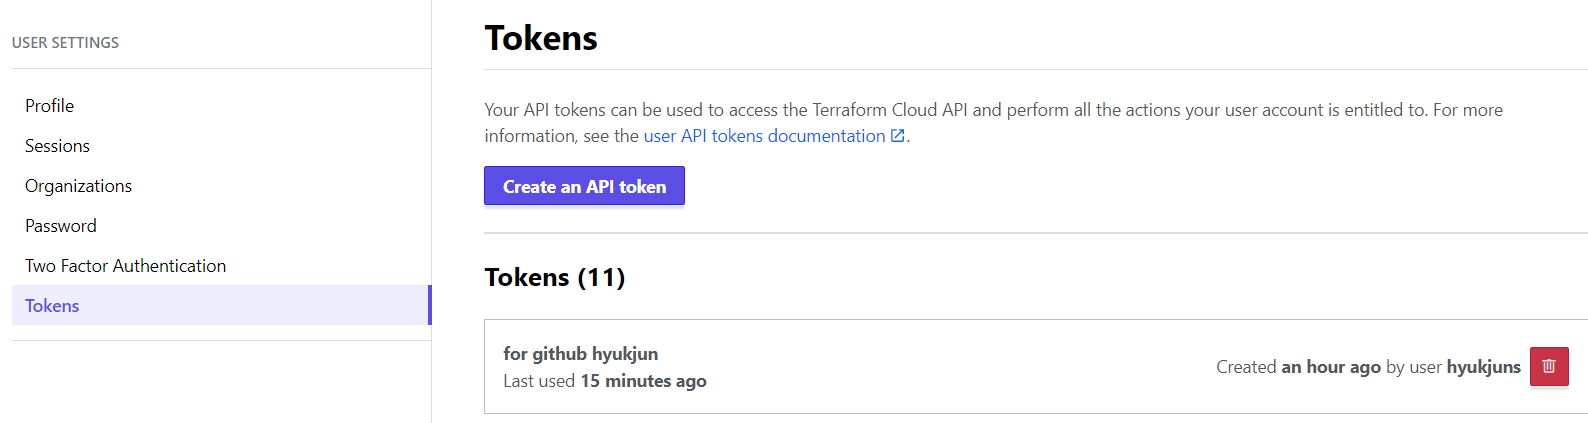 USER SETTINGS
Profile
Sessions
Organizations
Password
Two Factor Authentication
Tokens
Tokens
Your API tokens can be used to access the Terraform Cloud API and perform all the actions your user account is entitled to. For more
information, see the user API tokens documentation.
Create an API token
Tokens (11)
for github hyukjun
Last used 15 minutes ago
Created an hour ago by user hyukjuns